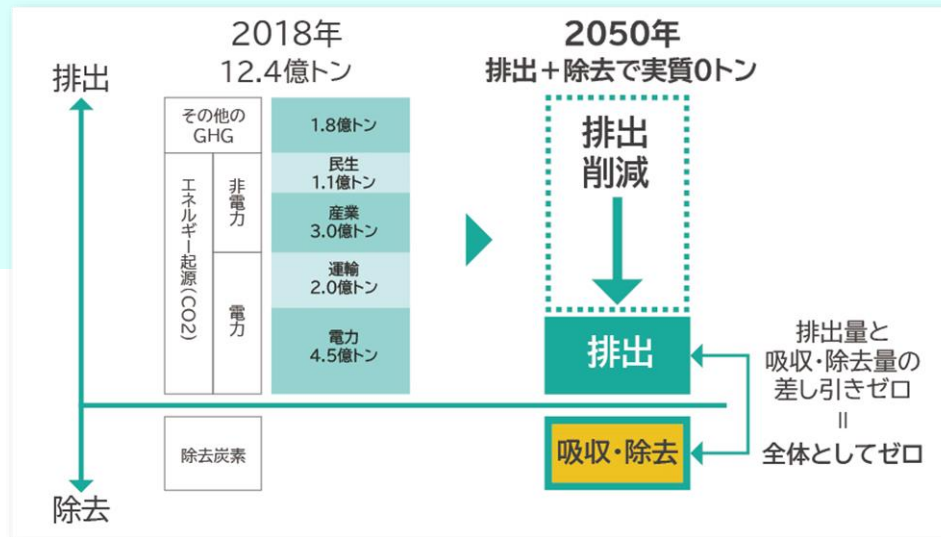 2018年
12.4億トン
2050年
排出+除去で実質0トン
排出
その他の
GHG
エネルギー起源(CO2)
非電力
電力
1.8億トン
民生
1.1億トン
産業
3.0億トン
運輸
2.0億トン
電力
4.5億トン
排出
削減
排出
排出量と
吸収・除去量の
差し引きゼロ
=
全体としてゼロ
除去炭素
吸収・除去
除去